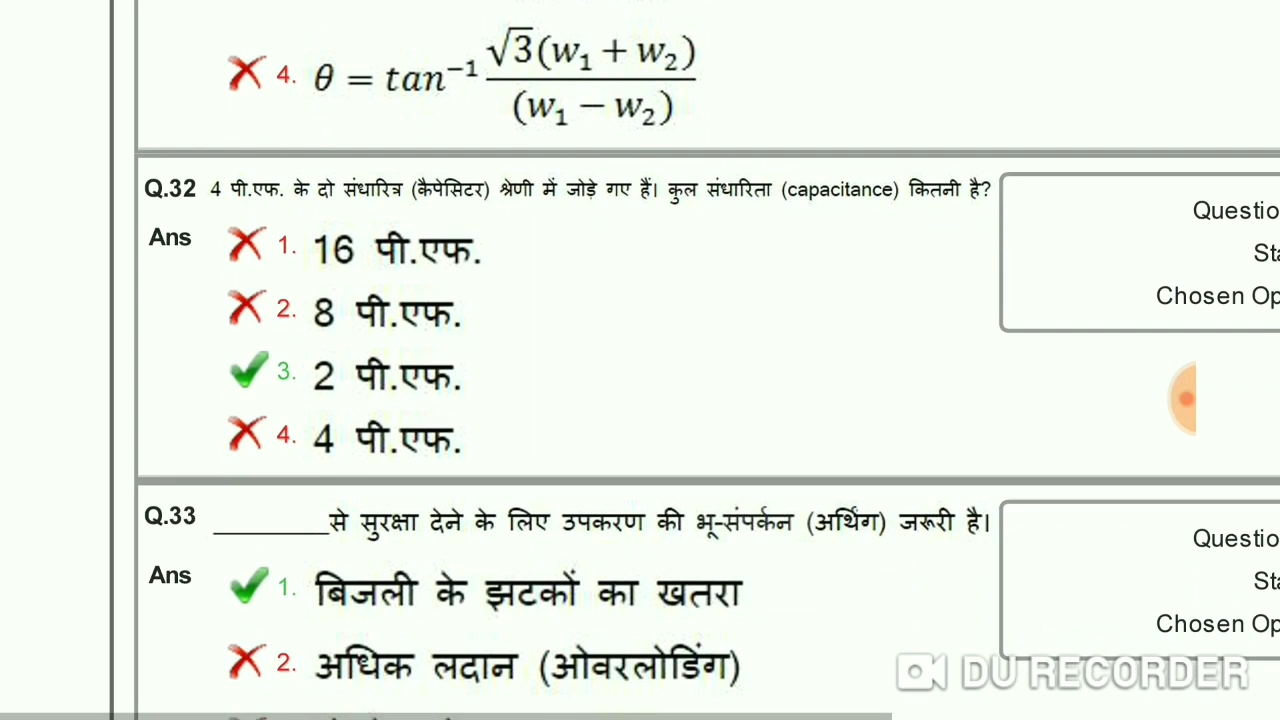 4. θ = tan⁻¹ √3(w₁ + w₂) / (w₁ − w₂)
Q.32 4 पी.एफ. के दो संधारित्र (कैपेसिटर) श्रेणी में जोड़े गए हैं। कुल संधारिता (capacitance) कितनी है?
Ans 1. 16 पी.एफ.
2. 8 पी.एफ.
3. 2 पी.एफ.
4. 4 पी.एफ.
Questio
Sta
Chosen Op
Q.33 __________से सुरक्षा देने के लिए उपकरण की भू-संपर्कन (अर्थिंग) जरूरी है।
Ans 1. बिजली के झटकों का खतरा
2. अधिक लदान (ओवरलोडिंग)
Questio
Sta
Chosen Op
DU RECORDER